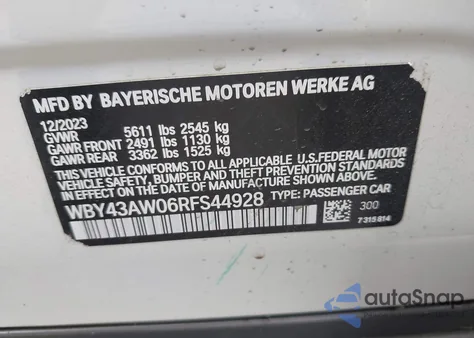 MFD BY BAYERISCHE MOTOREN WERKE AG
12/2023
GVWR 5611 lbs 2545 kg
GAWR FRONT 2491 lbs 1130 kg
GAWR REAR 3362 lbs 1525 kg
THIS VEHICLE CONFORMS TO ALL APPLICABLE U.S.FEDERAL MOTOR
VEHICLE SAFETY, BUMPER AND THEFT PREVENTION STANDARDS
IN EFFECT ON THE DATE OF MANUFACTURE SHOWN ABOVE.
WBY43AW06RFS44928 TYPE: PASSENGER CAR
300
7 315 814
autoSnap